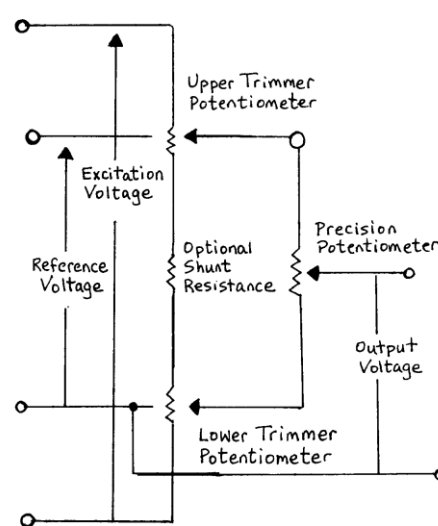 Upper Trimmer
Potentiometer
Excitation
Voltage
Precision
Potentiometer
Optional
Shunt
Resistance
Reference
Voltage
Output
Voltage
Lower Trimmer
Potentiometer